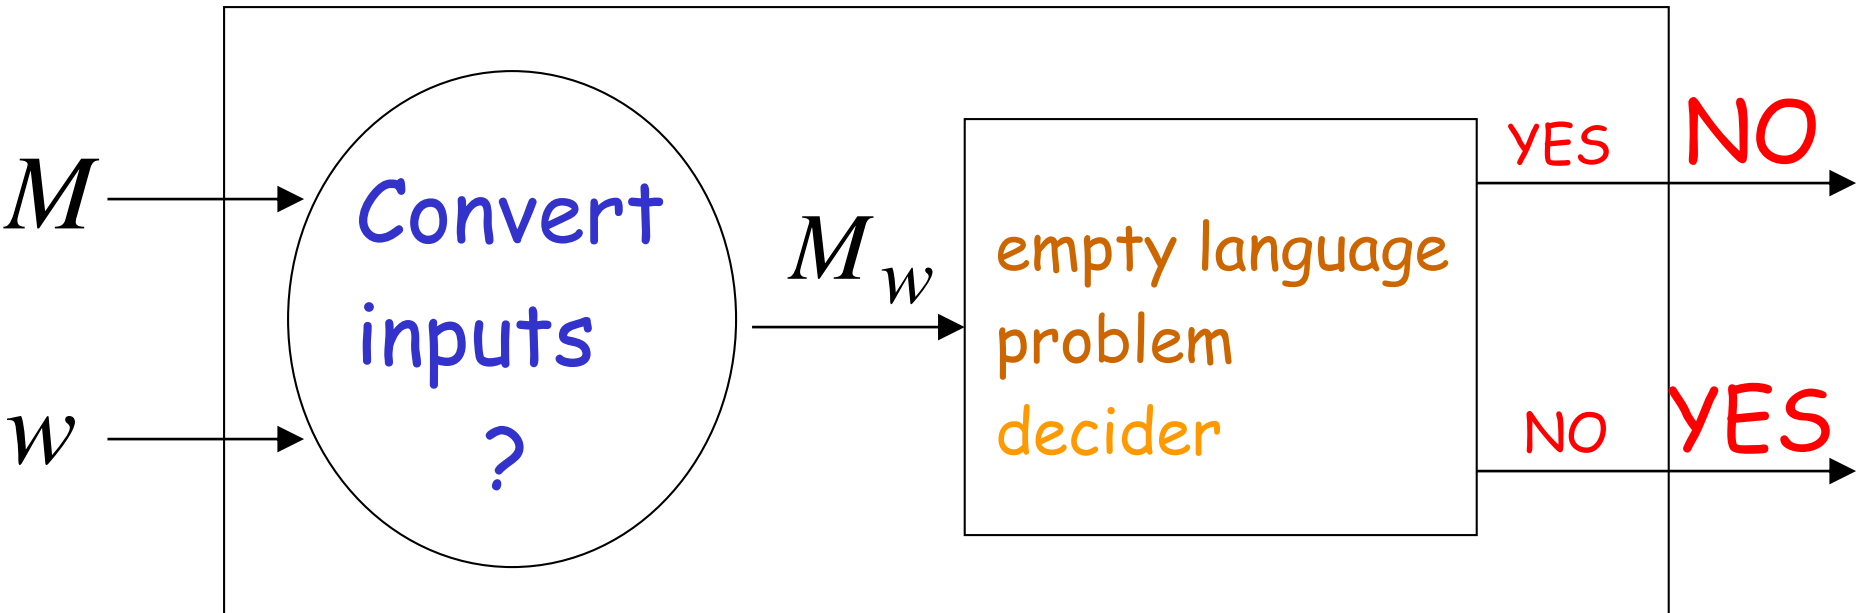 M
w
Convert
inputs
?
M w
empty language
problem
decider
YES NO
NO YES